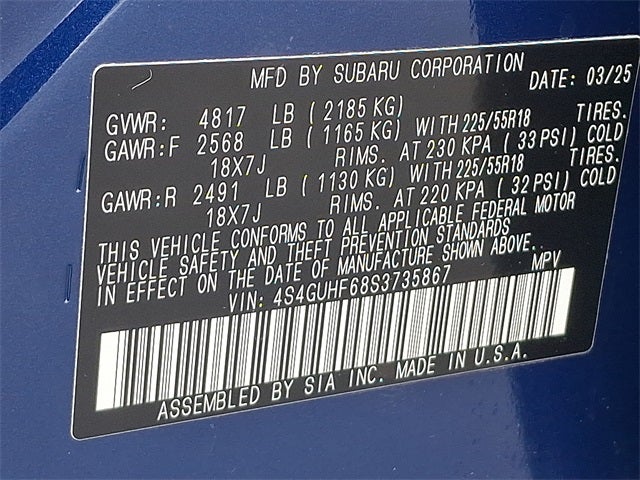 MFD BY SUBARU CORPORATION DATE: 03/25
GVWR: 4817 LB (2185 KG)
GAWR:F 2568 LB (1165 KG) WITH 225/55R18 TIRES.
18X7J RIMS. AT 230 KPA (33 PSI) COLD
GAWR:R 2491 LB (1130 KG) WITH 225/55R18 TIRES.
18X7J RIMS. AT 220 KPA (32 PSI) COLD
THIS VEHICLE CONFORMS TO ALL APPLICABLE FEDERAL MOTOR
VEHICLE SAFETY AND THEFT PREVENTION STANDARDS
IN EFFECT ON THE DATE OF MANUFACTURE SHOWN ABOVE.
VIN: 4S4GUHF68S3735867 MPV
ASSEMBLED BY SIA INC. MADE IN U.S.A.